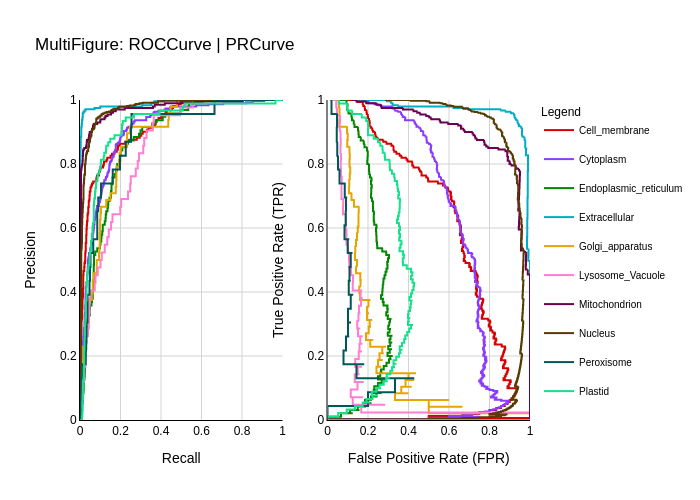 MultiFigure: ROCCurve | PRCurve
Precision
1
0.8
0.6
0.4
0.2
0
0 0.2 0.4 0.6 0.8 1
Recall
True Positive Rate (TPR)
1
0.8
0.6
0.4
0.2
0
0 0.2 0.4 0.6 0.8 1
False Positive Rate (FPR)
Legend
Cell_membrane
Cytoplasm
Endoplasmic_reticulum
Extracellular
Golgi_apparatus
Lysosome_Vacuole
Mitochondrion
Nucleus
Peroxisome
Plastid